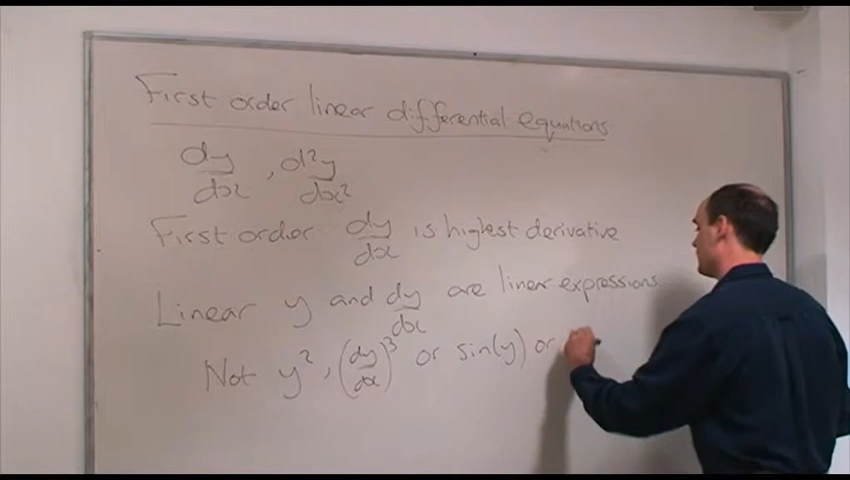 First order linear differential equations
dy/dx , d²y/dx²
First order dy/dx is highest derivative
Linear y and dy/dx are linear expressions
Not y², (dy/dx)³ or sin(y) or